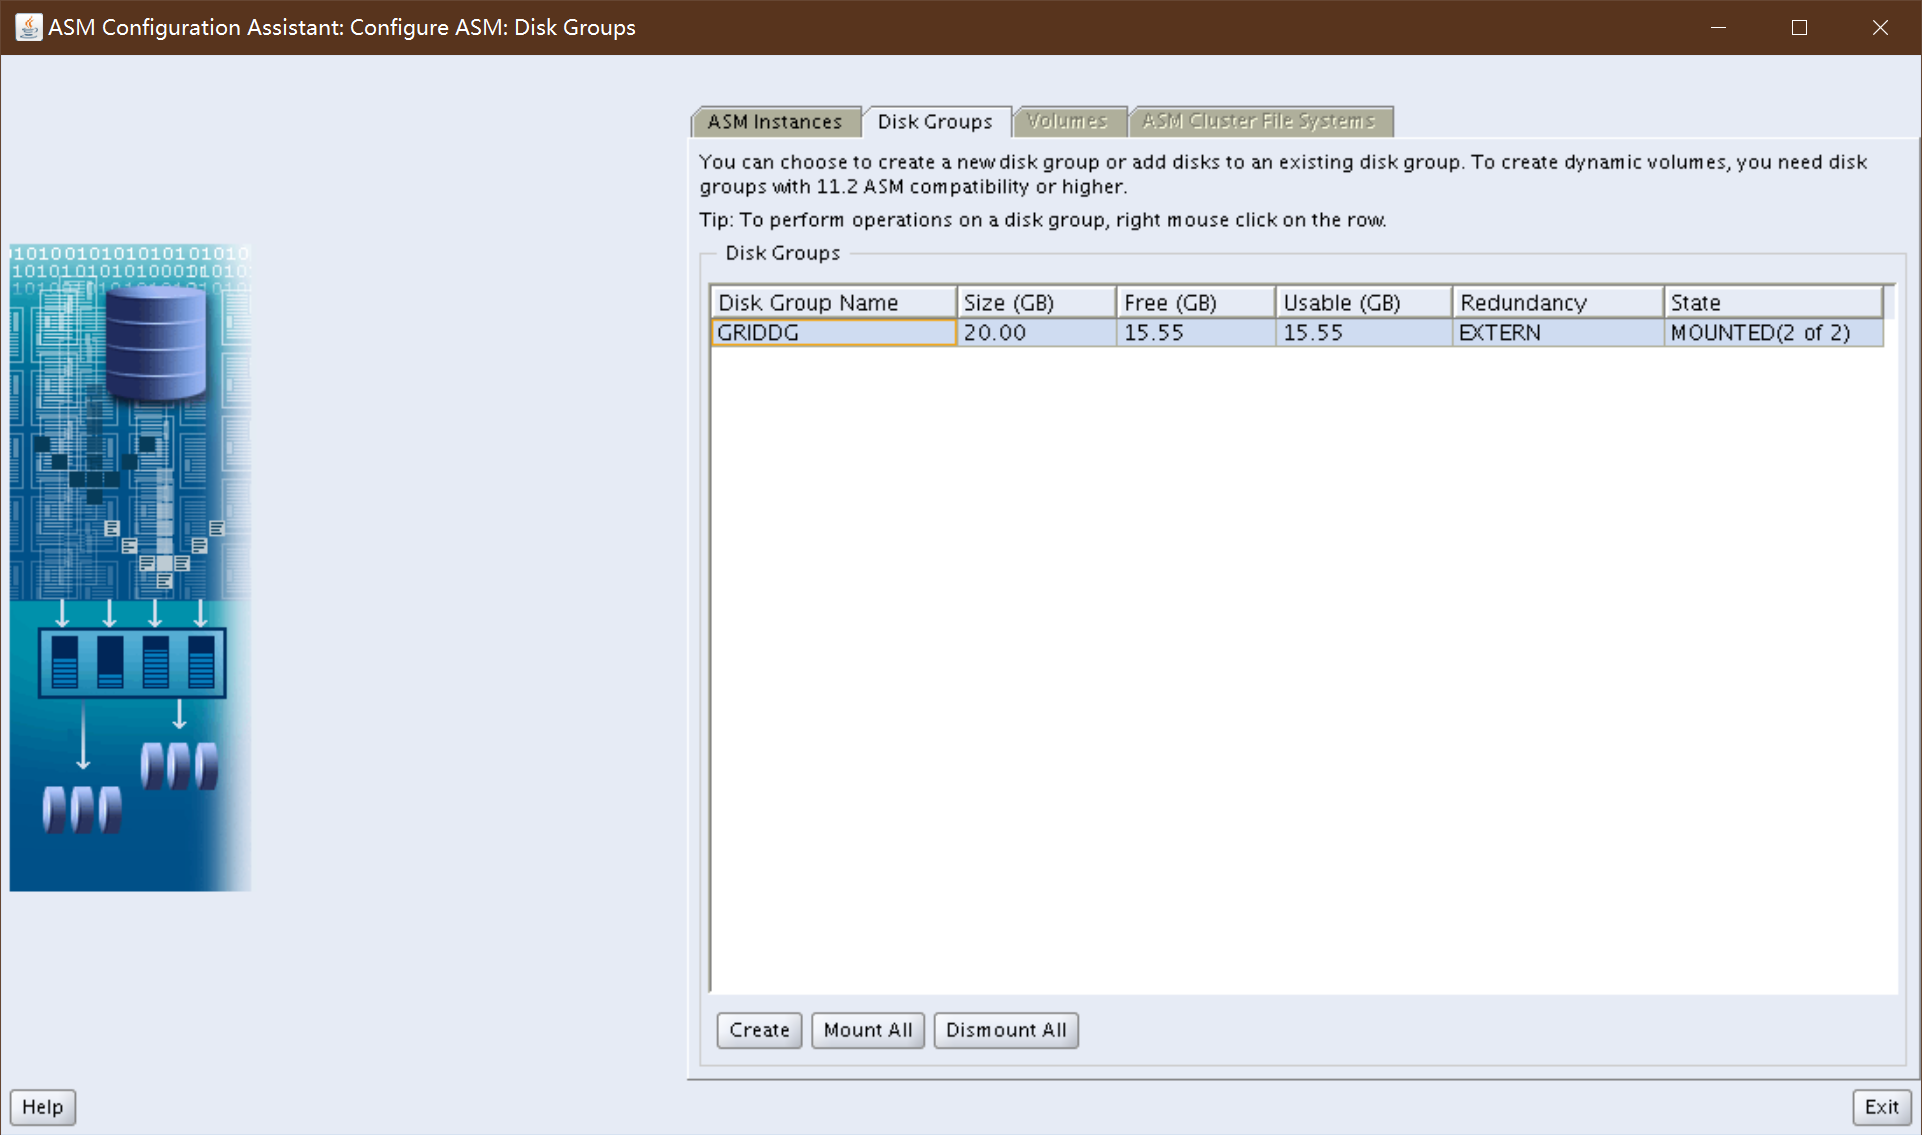 ASM Configuration Assistant: Configure ASM: Disk Groups
ASM Instances Disk Groups Volumes ASM Cluster File Systems
You can choose to create a new disk group or add disks to an existing disk group. To create dynamic volumes, you need disk
groups with 11.2 ASM compatibility or higher.
Tip: To perform operations on a disk group, right mouse click on the row.
Disk Groups
Disk Group Name Size (GB) Free (GB) Usable (GB) Redundancy State
GRIDDG 20.00 15.55 15.55 EXTERN MOUNTED(2 of 2)
Create Mount All Dismount All
Help Exit